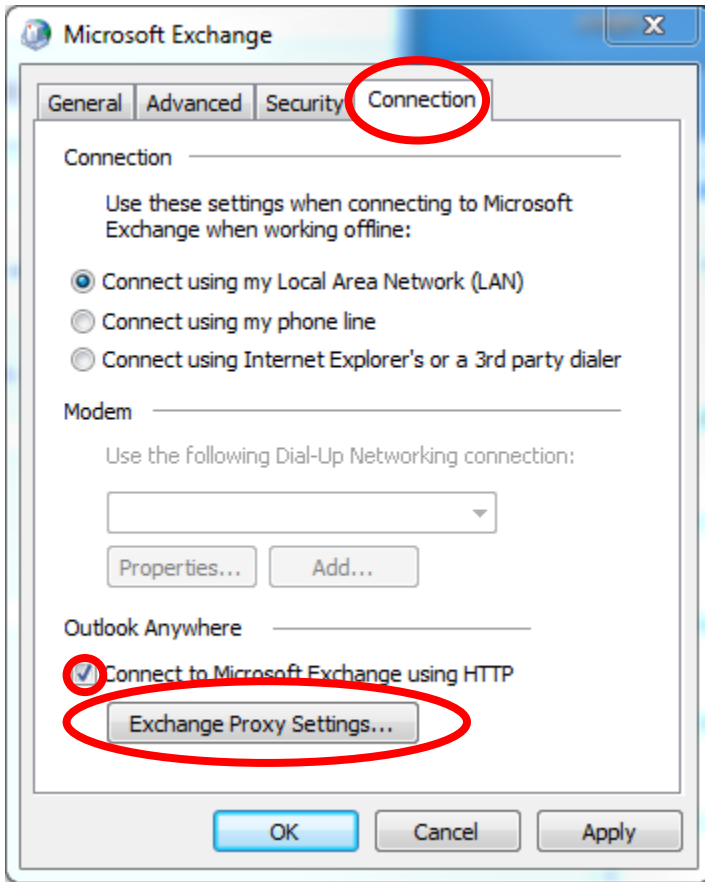 Microsoft Exchange
General Advanced Security Connection
Connection
Use these settings when connecting to Microsoft
Exchange when working offline:
Connect using my Local Area Network (LAN)
Connect using my phone line
Connect using Internet Explorer's or a 3rd party dialer
Modem
Use the following Dial-Up Networking connection:
Properties... Add...
Outlook Anywhere
Connect to Microsoft Exchange using HTTP
Exchange Proxy Settings...
OK Cancel Apply